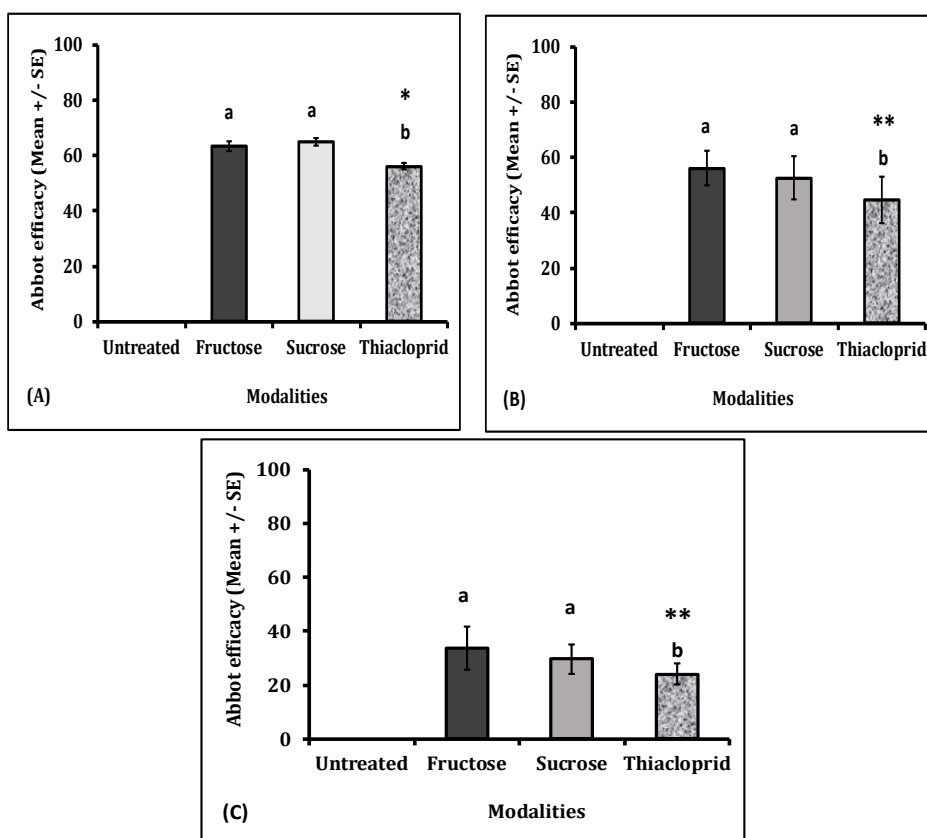 Abbot efficacy (Mean +/- SE)
100
80
60
40
20
0
a
a
*
b
Untreated Fructose Sucrose Thiacloprid
(A)
Modalities
Abbot efficacy (Mean +/- SE)
100
80
60
40
20
0
a
a
**
b
Untreated Fructose Sucrose Thiacloprid
(B)
Modalities
Abbot efficacy (Mean +/- SE)
100
80
60
40
20
0
a
a
**
b
Untreated Fructose Sucrose Thiacloprid
(C)
Modalities